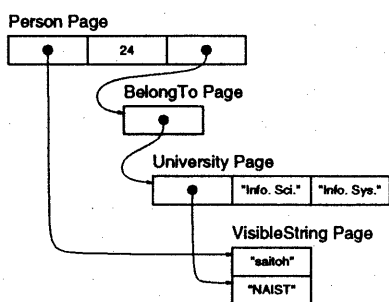 Person Page
24
BelongTo Page
University Page
"Info. Sci." "Info. Sys."
VisibleString Page
"saitoh"
"NAIST"